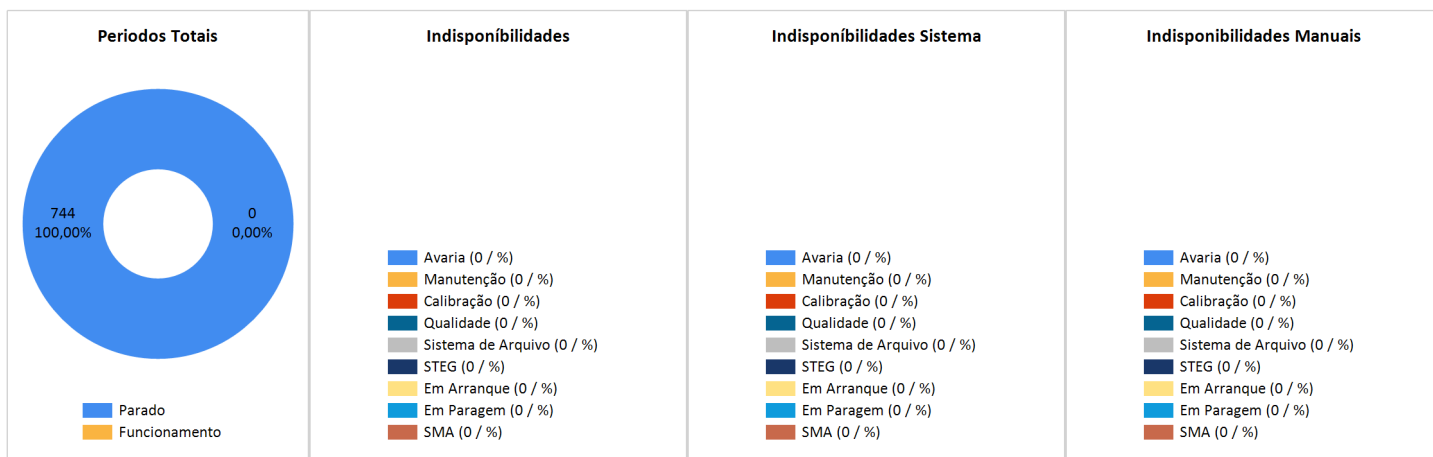 Periodos Totais
744
100,00%
0
0,00%
Parado
Funcionamento
Indisponíbilidades
Avaria (0 / %)
Manutenção (0 / %)
Calibração (0 / %)
Qualidade (0 / %)
Sistema de Arquivo (0 / %)
STEG (0 / %)
Em Arranque (0 / %)
Em Paragem (0 / %)
SMA (0 / %)
Indisponíbilidades Sistema
Avaria (0 / %)
Manutenção (0 / %)
Calibração (0 / %)
Qualidade (0 / %)
Sistema de Arquivo (0 / %)
STEG (0 / %)
Em Arranque (0 / %)
Em Paragem (0 / %)
SMA (0 / %)
Indisponibilidades Manuais
Avaria (0 / %)
Manutenção (0 / %)
Calibração (0 / %)
Qualidade (0 / %)
Sistema de Arquivo (0 / %)
STEG (0 / %)
Em Arranque (0 / %)
Em Paragem (0 / %)
SMA (0 / %)